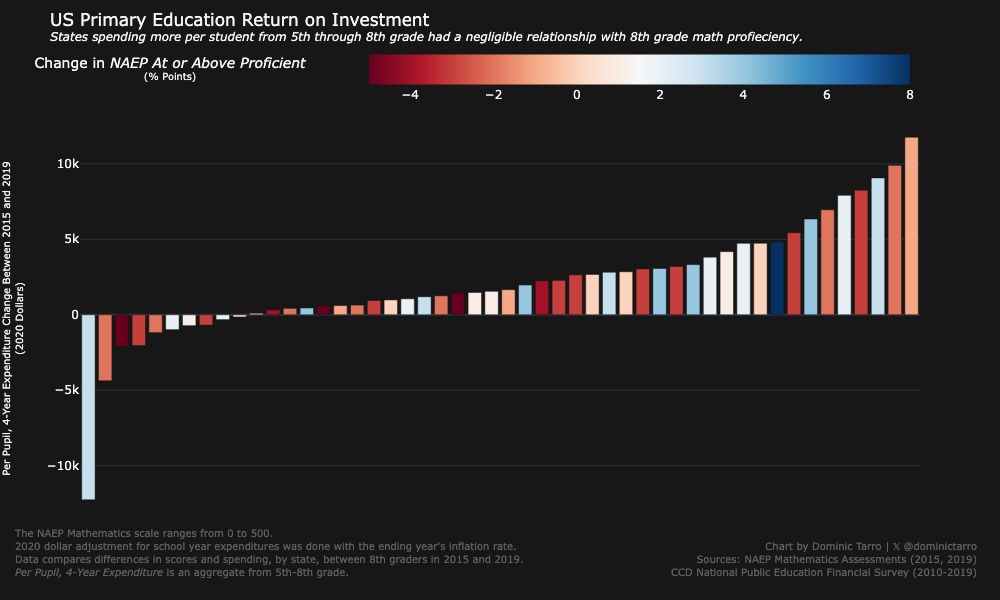 US Primary Education Return on Investment
States spending more per student from 5th through 8th grade had a negligible relationship with 8th grade math profieciency.
Change in NAEP At or Above Proficient
(% Points)
−4 −2 0 2 4 6 8
Per Pupil, 4-Year Expenditure Change Between 2015 and 2019
(2020 Dollars)
10k
5k
0
−5k
−10k
The NAEP Mathematics scale ranges from 0 to 500.
2020 dollar adjustment for school year expenditures was done with the ending year's inflation rate.
Data compares differences in scores and spending, by state, between 8th graders in 2015 and 2019.
Per Pupil, 4-Year Expenditure is an aggregate from 5th-8th grade.
Chart by Dominic Tarro | 𝕏 @dominictarro
Sources: NAEP Mathematics Assessments (2015, 2019)
CCD National Public Education Financial Survey (2010-2019)